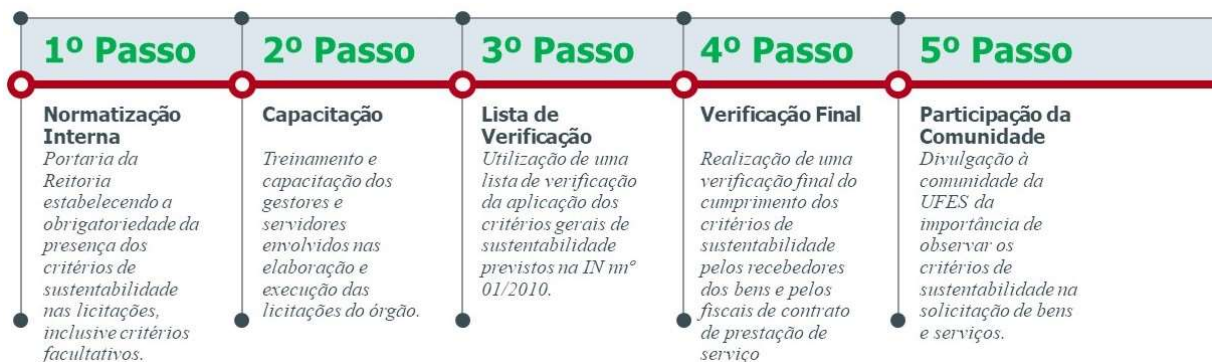 1º Passo
2º Passo
3º Passo
4º Passo
5º Passo
Normatização
Interna
Portaria da
Reitoria
estabelecendo a
obrigatoriedade da
presença dos
critérios de
sustentabilidade
nas licitações,
inclusive critérios
facultativos.
Capacitação
Treinamento e
capacitação dos
gestores e
servidores
envolvidos nas
elaboração e
execução das
licitações do órgão.
Lista de
Verificação
Utilização de uma
lista de verificação
da aplicação dos
critérios gerais de
sustentabilidade
previstos na IN nnº
01/2010.
Verificação Final
Realização de uma
verificação final do
cumprimento dos
critérios de
sustentabilidade
pelos recebedores
dos bens e pelos
fiscais de contrato
de prestação de
serviço
Participação da
Comunidade
Divulgação à
comunidade da
UFES da
importância de
observar os
critérios de
sustentabilidade na
solicitação de bens
e serviços.